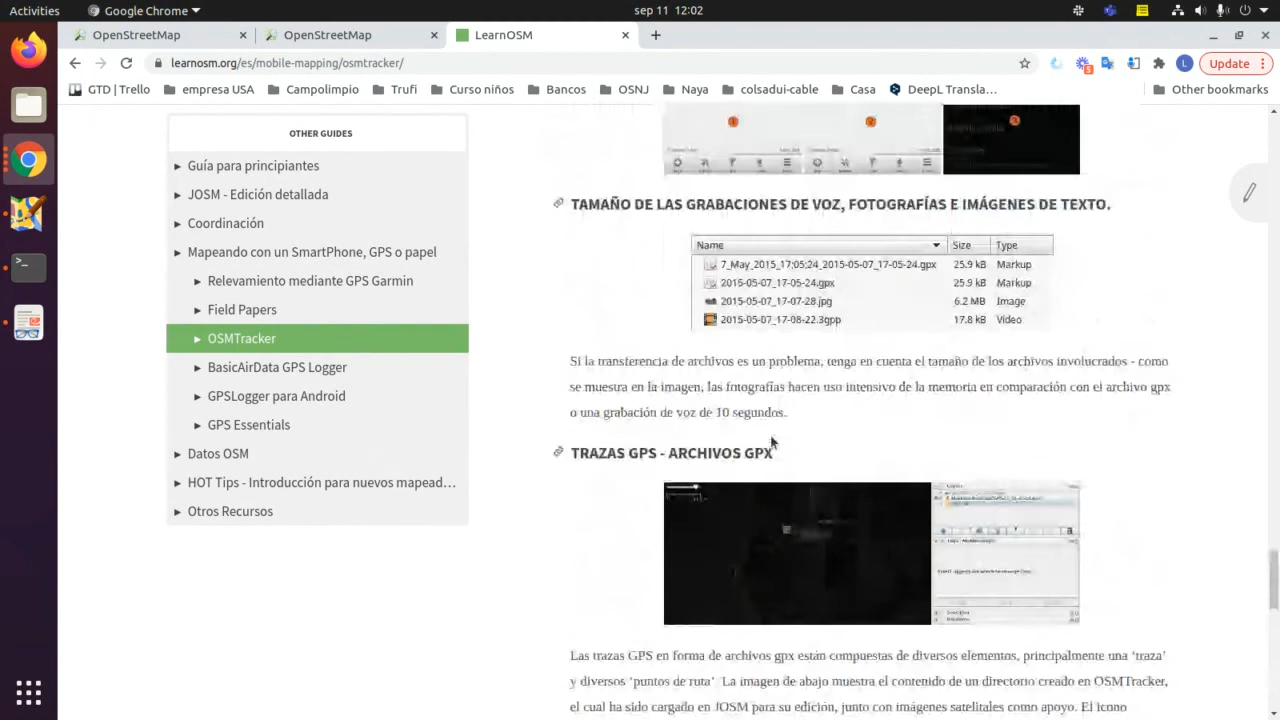 Activities
Google Chrome
sep 11 12:02
OpenStreetMap
OpenStreetMap
LearnOSM
learnosm.org/es/mobile-mapping/osmtracker/
5
L
Update
GTD | Trello
empresa USA
Campolimpio
Trufi
Curso niños
Bancos
OSNJ
Naya
colsadui-cable
Casa
DeepL Transla...
Other bookmarks
OTHER GUIDES
Guía para principiantes
JOSM - Edición detallada
Coordinación
Mapeando con un SmartPhone, GPS o papel
Relevamiento mediante GPS Garmin
Field Papers
OSMTracker
BasicAirData GPS Logger
GPSLogger para Android
GPS Essentials
Datos OSM
HOT Tips - Introducción para nuevos mapead...
Otros Recursos
TAMAÑO DE LAS GRABACIONES DE VOZ, FOTOGRAFÍAS E IMÁGENES DE TEXTO.
Name Size Type
7_May_2015_17:05:24_2015-05-07_17-05-24.gpx 25.9 kB Markup
2015-05-07_17-05-24.gpx 25.9 kB Markup
2015-05-07_17-07-28.jpg 6.2 MB Image
2015-05-07_17-08-22.3gpp 17.8 kB Video
Si la transferencia de archivos es un problema, tenga en cuenta el tamaño de los archivos involucrados - como
se muestra en la imagen, las fotografías hacen uso intensivo de la memoria en comparación con el archivo gpx
o una grabación de voz de 10 segundos.
TRAZAS GPS - ARCHIVOS GPX
Las trazas GPS en forma de archivos gpx están compuestas de diversos elementos, principalmente una 'traza'
y diversos 'puntos de ruta' La imagen de abajo muestra el contenido de un directorio creado en OSMTracker,
el cual ha sido cargado en JOSM para su edición, junto con imágenes satelitales como apoyo. El icono